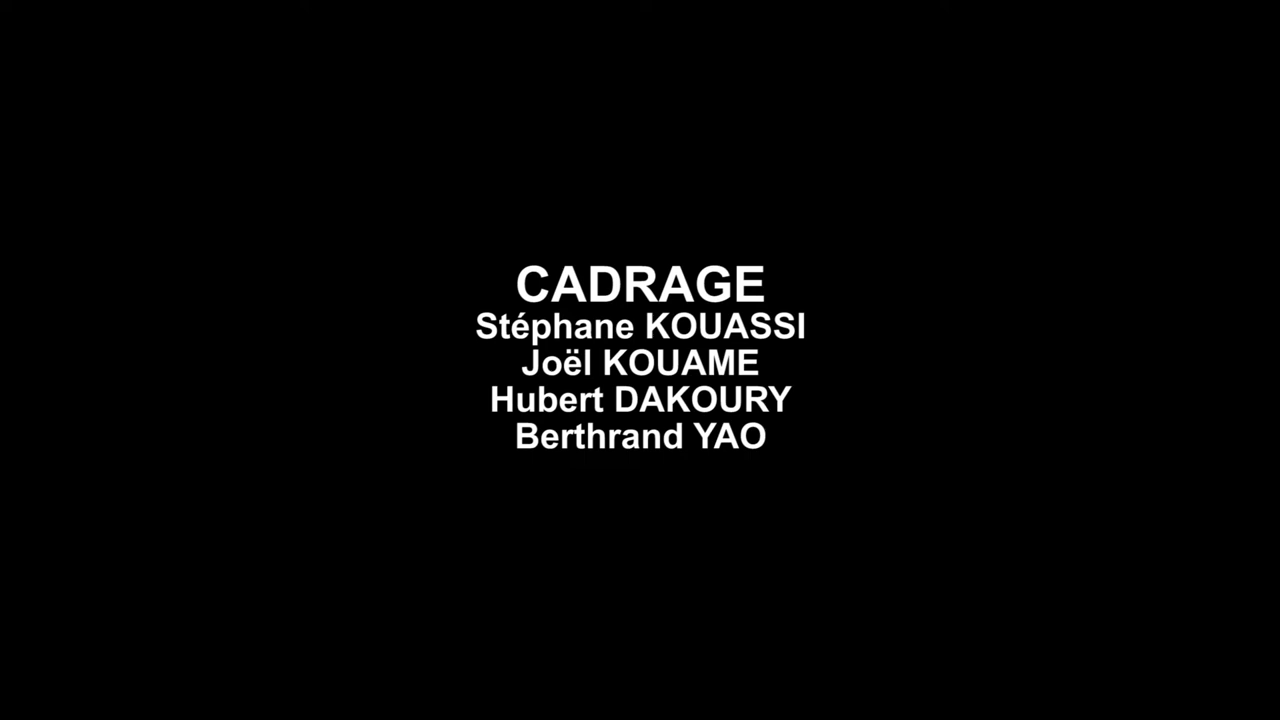 CADRAGE
Stéphane KOUASSI
Joël KOUAME
Hubert DAKOURY
Berthrand YAO